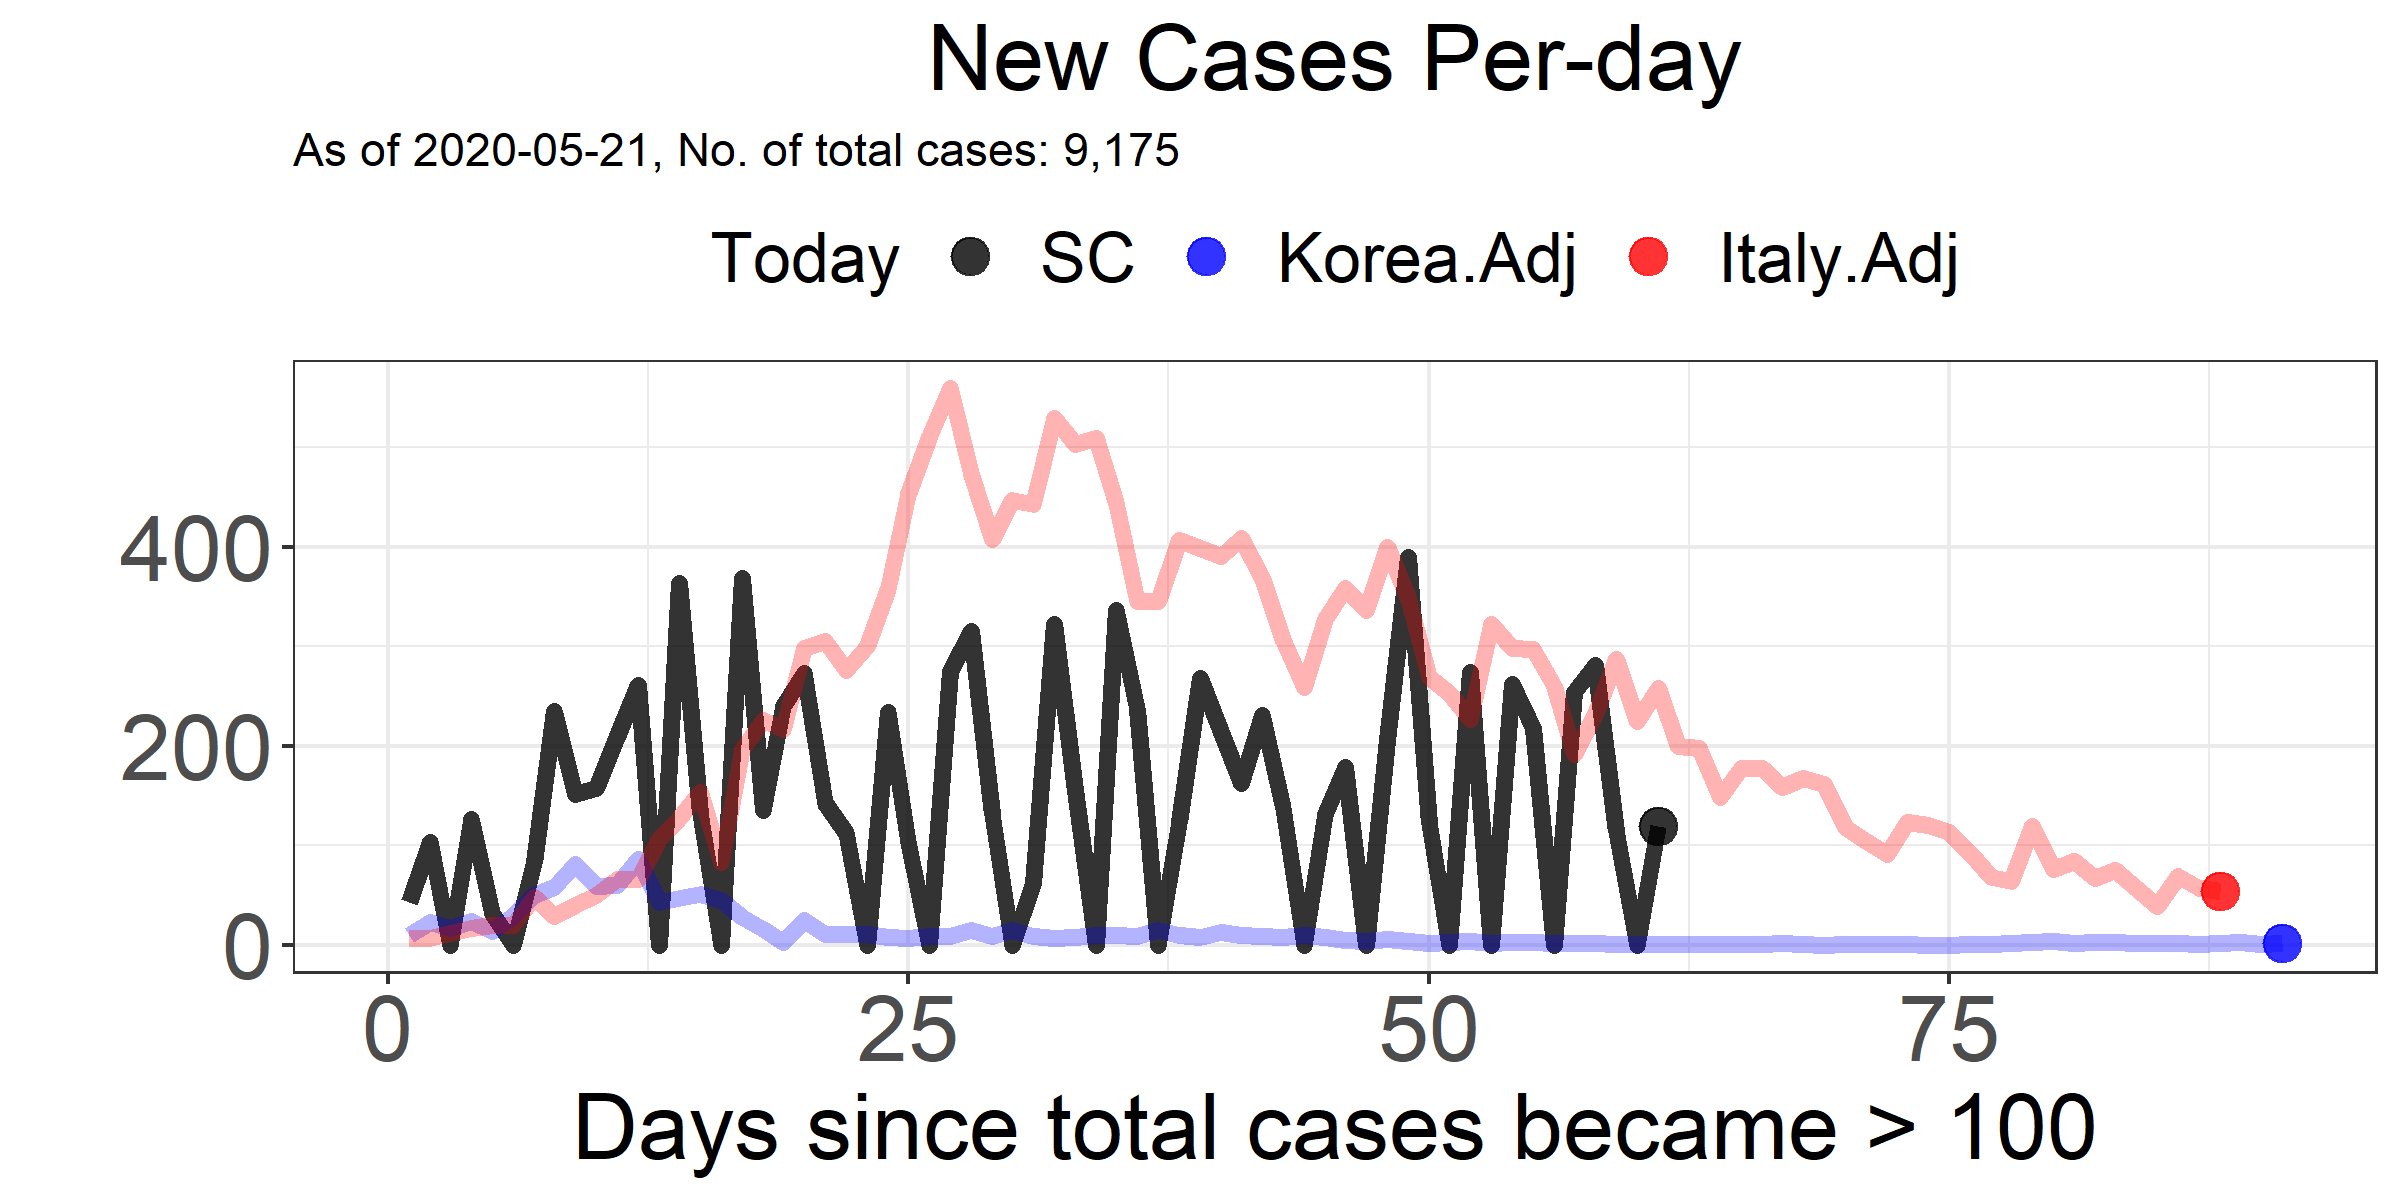 New Cases Per-day
As of 2020-05-21, No. of total cases: 9,175
Today SC Korea.Adj Italy.Adj
400
200
0
0 25 50 75
Days since total cases became > 100